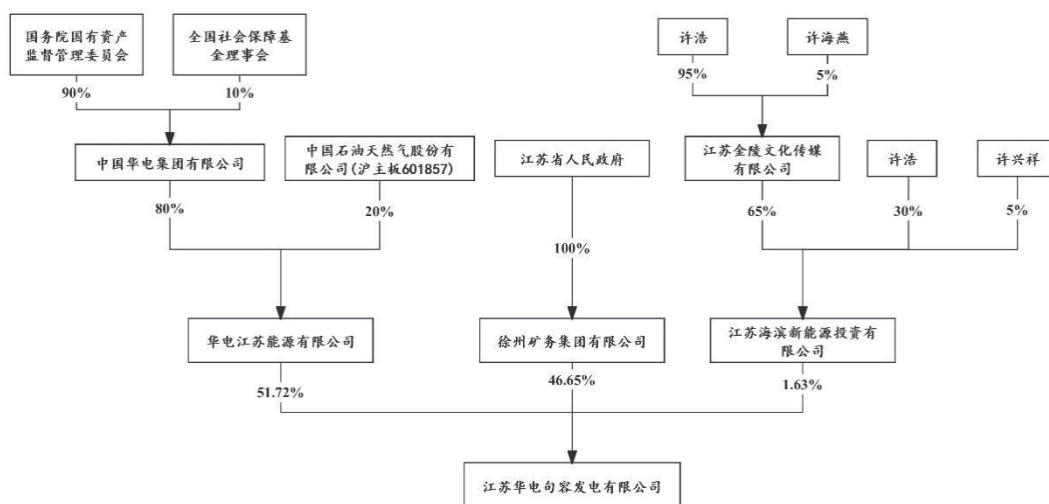 国务院国有资产
监督管理委员会
全国社会保障基
金理事会
许浩
许海燕
90%
10%
95%
5%
中国华电集团有限公司
中国石油天然气股份有
限公司(沪主板601857)
江苏省人民政府
江苏金陵文化传媒
有限公司
许浩
许兴祥
80%
20%
100%
65%
30%
5%
华电江苏能源有限公司
徐州矿务集团有限公司
江苏海滨新能源投资有
限公司
51.72%
46.65%
1.63%
江苏华电句容发电有限公司